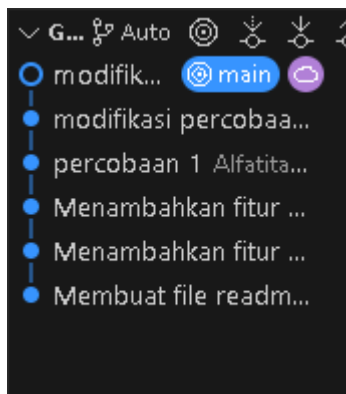 G... Auto
modifik... main
modifikasi percobaa...
percobaan 1 Alfatita...
Menambahkan fitur ...
Menambahkan fitur ...
Membuat file readm...